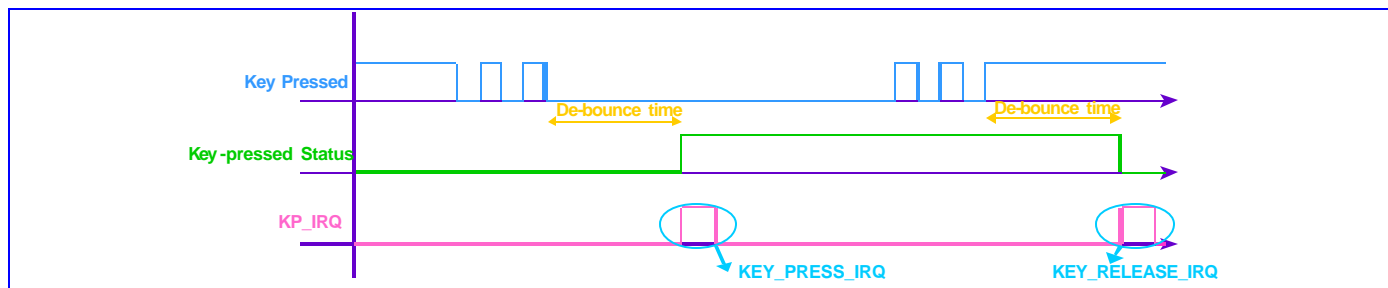 Key Pressed
De-bounce time
De-bounce time
Key-pressed Status
KP_IRQ
KEY_PRESS_IRQ
KEY_RELEASE_IRQ